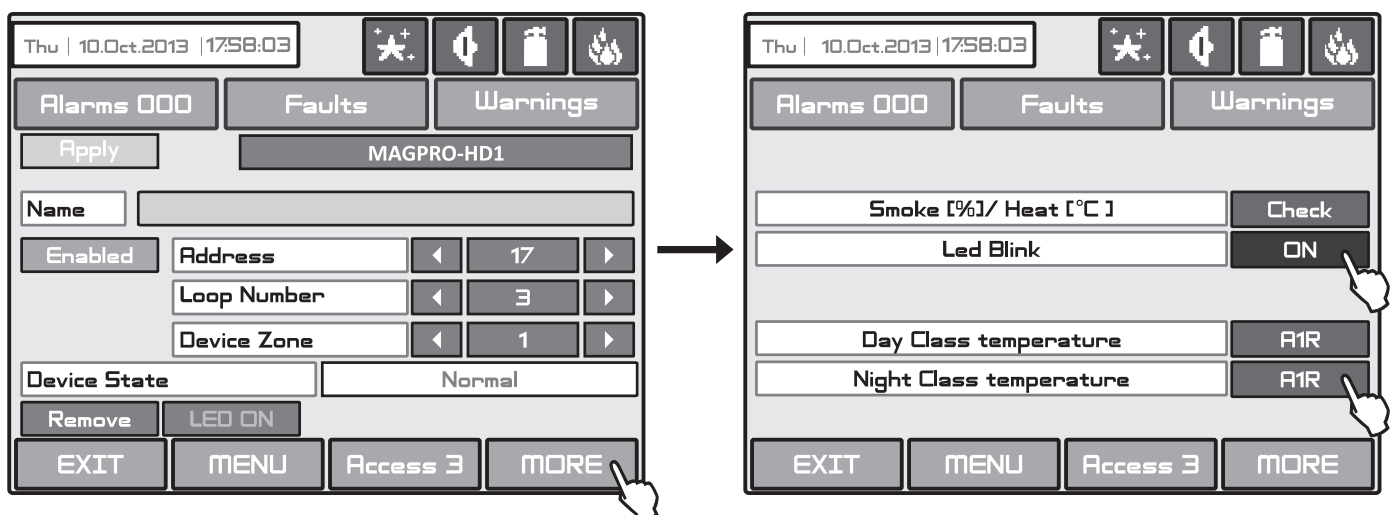 Thu | 10.Oct.2013 | 17:58:03
Alarms 000 Faults Warnings
Apply MAGPRO-HD1
Name
Enabled Address 17
Loop Number 3
Device Zone 1
Device State Normal
Remove LED ON
EXIT MENU Access 3 MORE
Thu | 10.Oct.2013 | 17:58:03
Alarms 000 Faults Warnings
Smoke [%]/ Heat [°C ] Check
Led Blink ON
Day Class temperature A1R
Night Class temperature A1R
EXIT MENU Access 3 MORE